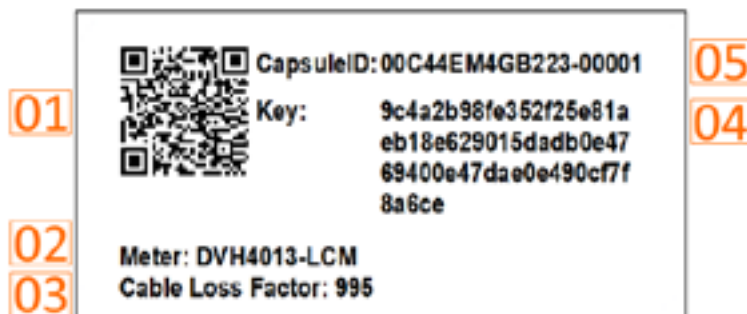 01
CapsuleID: 00C44EM4GB223-00001
05
Key: 9c4a2b98fe352f25e81a
04
eb18e629015dadb0e47
69400e47dae0e490cf7f
8a6ce
02
Meter: DVH4013-LCM
03
Cable Loss Factor: 995